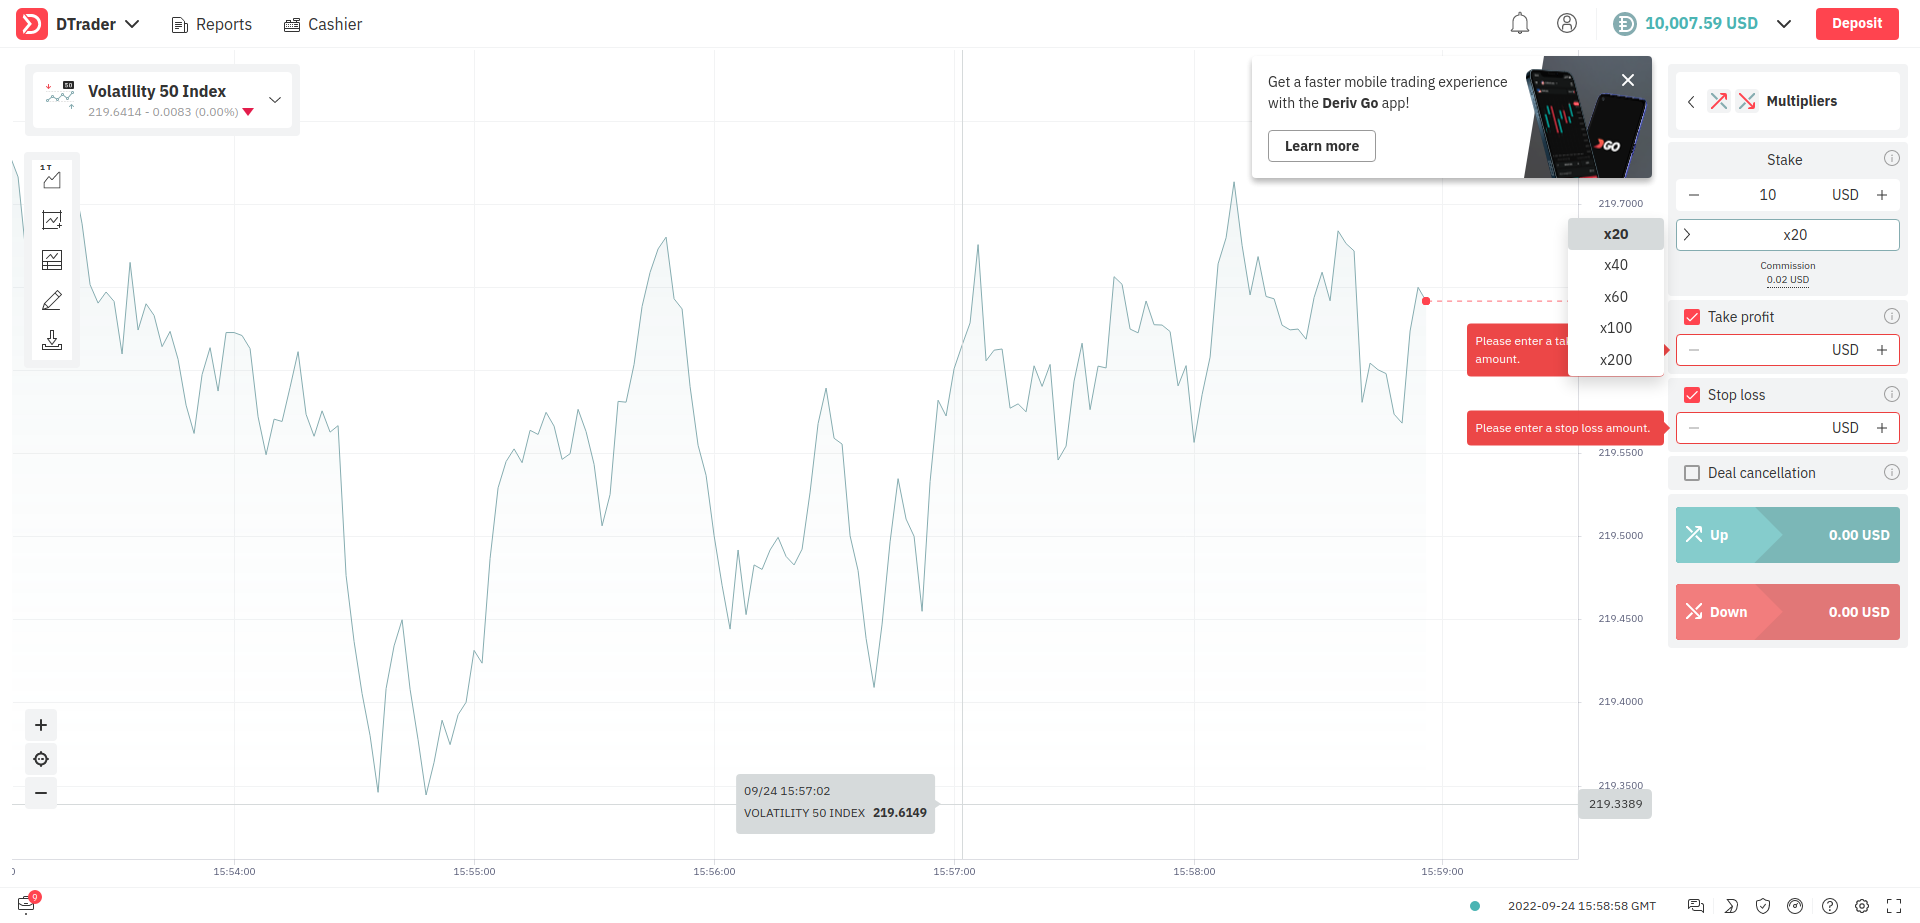 DTrader
Reports
Cashier
10,007.59 USD
Deposit
50
Volatility 50 Index
219.6414 - 0.0083 (0.00%)
1 T
Get a faster mobile trading experience
with the Deriv Go app!
Learn more
GO
Multipliers
Stake
10
USD
x20
Commission
0.02 USD
x20
x40
x60
x100
x200
Take profit
USD
Please enter a ta
amount.
Stop loss
USD
Please enter a stop loss amount.
Deal cancellation
Up
0.00 USD
Down
0.00 USD
219.7000
219.5500
219.5000
219.4500
219.4000
219.3500
219.3389
09/24 15:57:02
VOLATILITY 50 INDEX 219.6149
15:54:00
15:55:00
15:56:00
15:57:00
15:58:00
15:59:00
9
2022-09-24 15:58:58 GMT